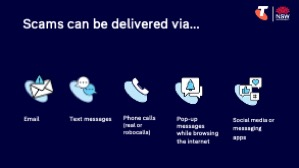 Scams can be delivered via...
NSW
Email
Text messages
Phone calls
(real or
robocalls)
Pop-up
messages
while browsing
the internet
Social media or
messaging
apps